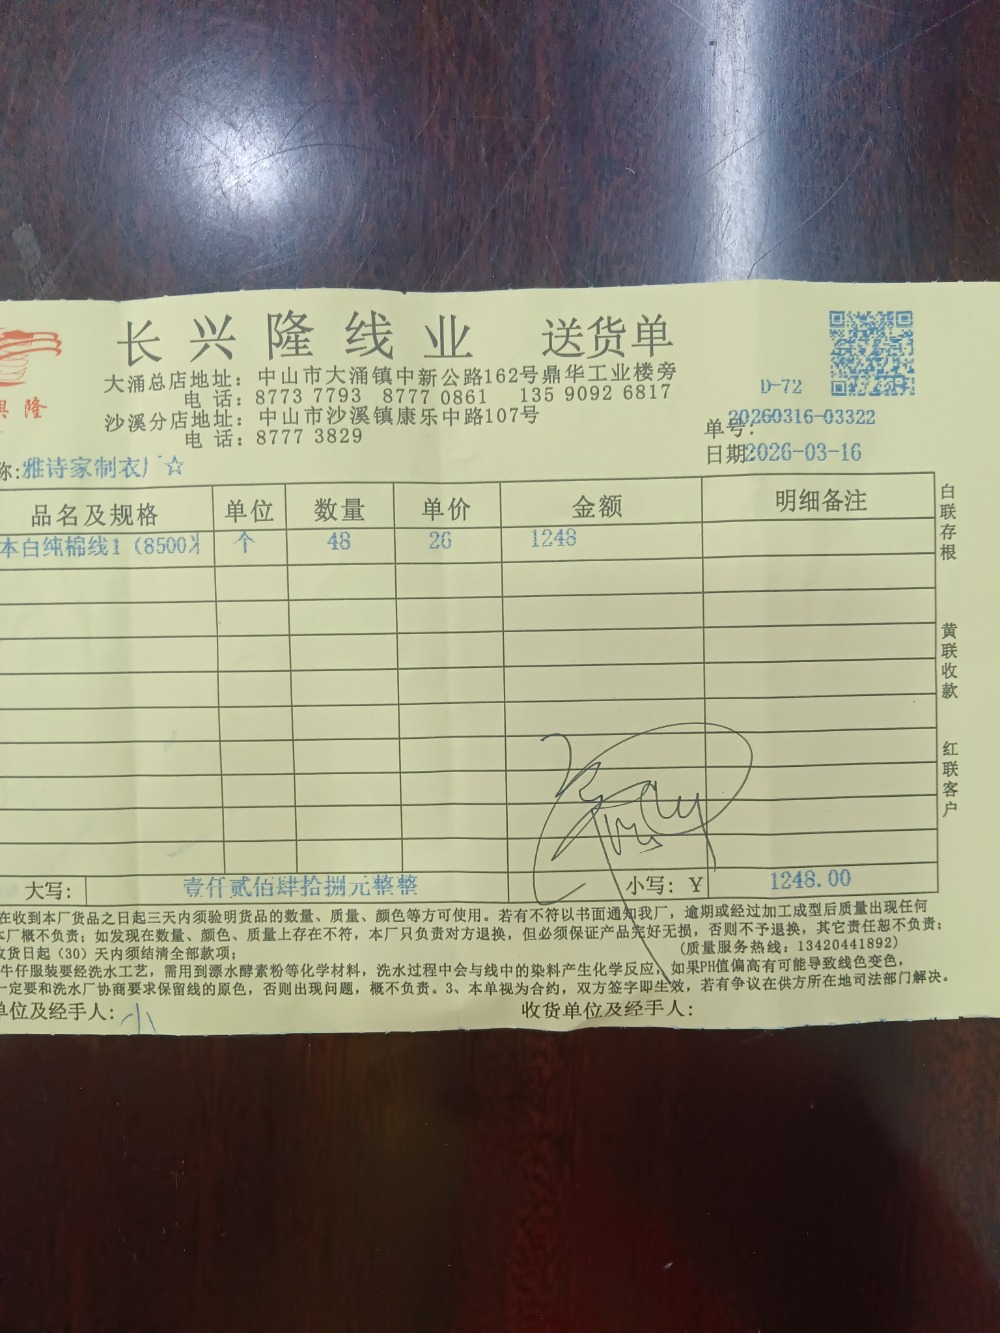 长兴隆线业 送货单
隆
大涌总店地址：中山市大涌镇中新公路162号鼎华工业楼旁
电 话：8773 7793 8777 0861 135 9092 6817
沙溪分店地址：中山市沙溪镇康乐中路107号
电 话：8777 3829
D-72
单号：20260316-03322
日期2026-03-16
称:雅诗家制衣厂☆
品名及规格 单位 数量 单价 金额 明细备注
本白纯棉线1（8500米 个 48 26 1248
白联存根
黄联收款
红联客户
大写： 壹仟贰佰肆拾捌元整整 小写：Y 1248.00
在收到本厂货品之日起三天内须验明货品的数量、质量、颜色等方可使用。若有不符以书面通知我厂，逾期或经过加工成型后质量出现任何
本厂概不负责；如发现在数量、颜色、质量上存在不符，本厂只负责对方退换，但必须保证产品完好无损，否则不予退换，其它责任恕不负责；
收货日起（30）天内须结清全部款项； （质量服务热线：13420441892）
牛仔服装要经洗水工艺，需用到漂水酵素粉等化学材料，洗水过程中会与线中的染料产生化学反应，如果PH值偏高有可能导致线色变色，
一定要和洗水厂协商要求保留线的原色，否则出现问题，概不负责。3、本单视为合约，双方签字即生效，若有争议在供方所在地司法部门解决。
单位及经手人：小 收货单位及经手人：